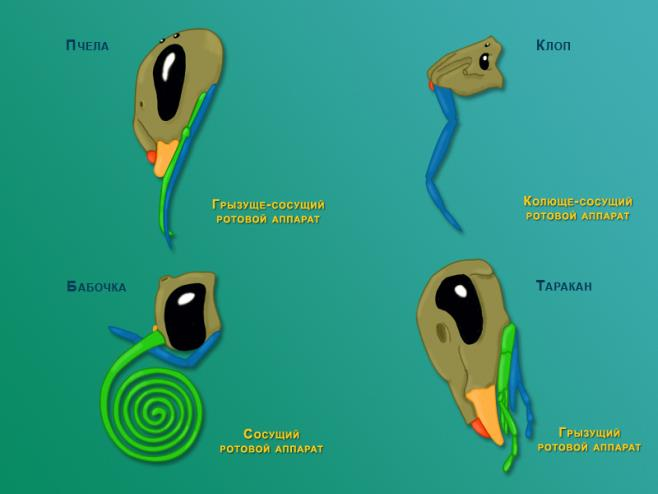 Пчела
Клоп
Грызуще-сосущий
ротовой аппарат
Колюще-сосущий
ротовой аппарат
Бабочка
Таракан
Сосущий
ротовой аппарат
Грызущий
ротовой аппарат